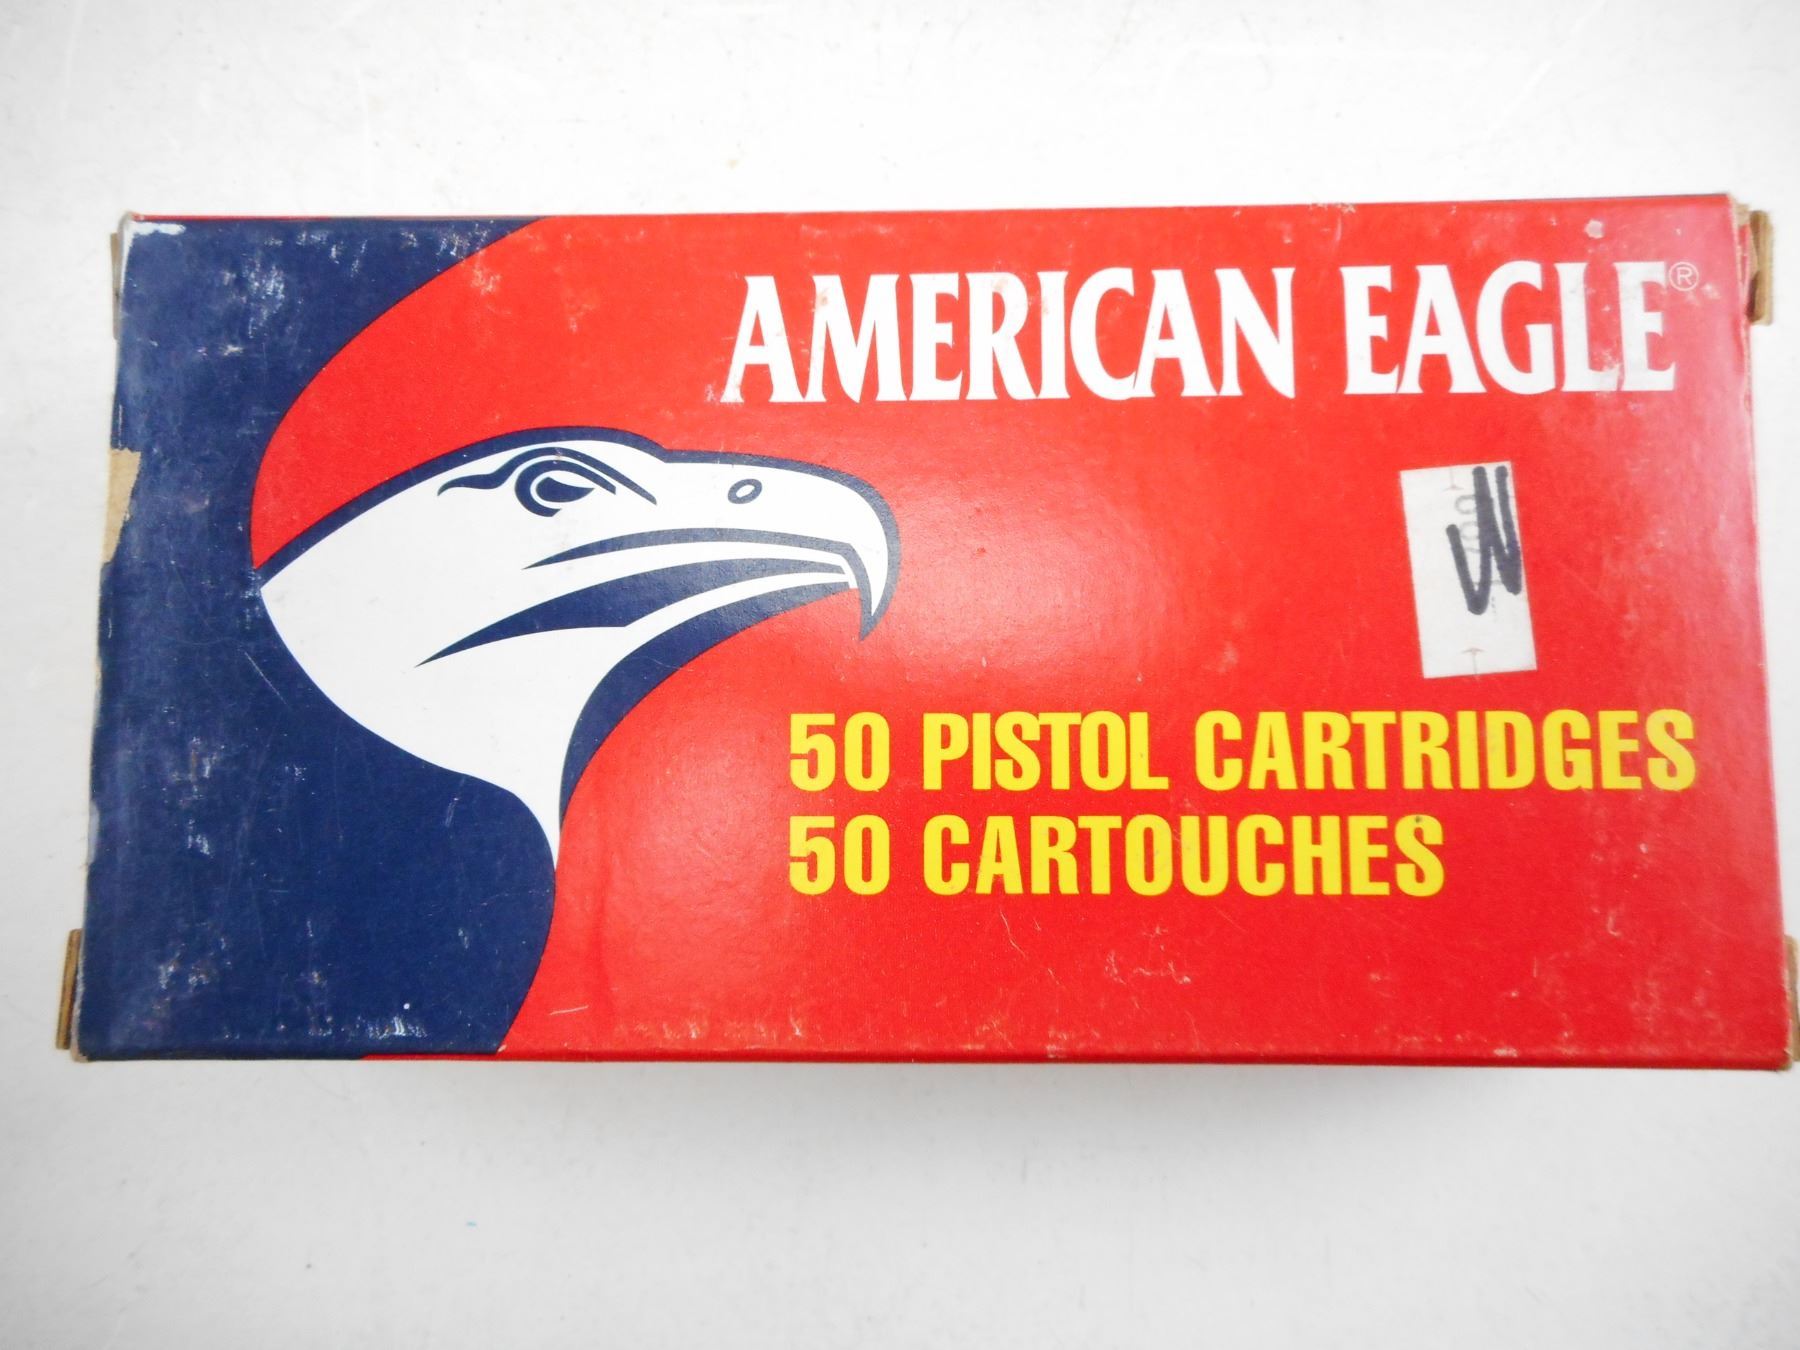 AMERICAN EAGLE®
50 PISTOL CARTRIDGES
50 CARTOUCHES